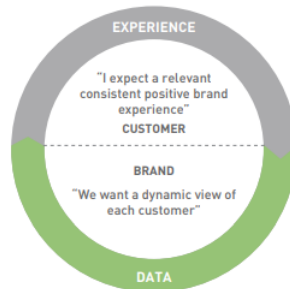 EXPERIENCE
“I expect a relevant
consistent positive brand
experience”
CUSTOMER
BRAND
“We want a dynamic view of
each customer”
DATA